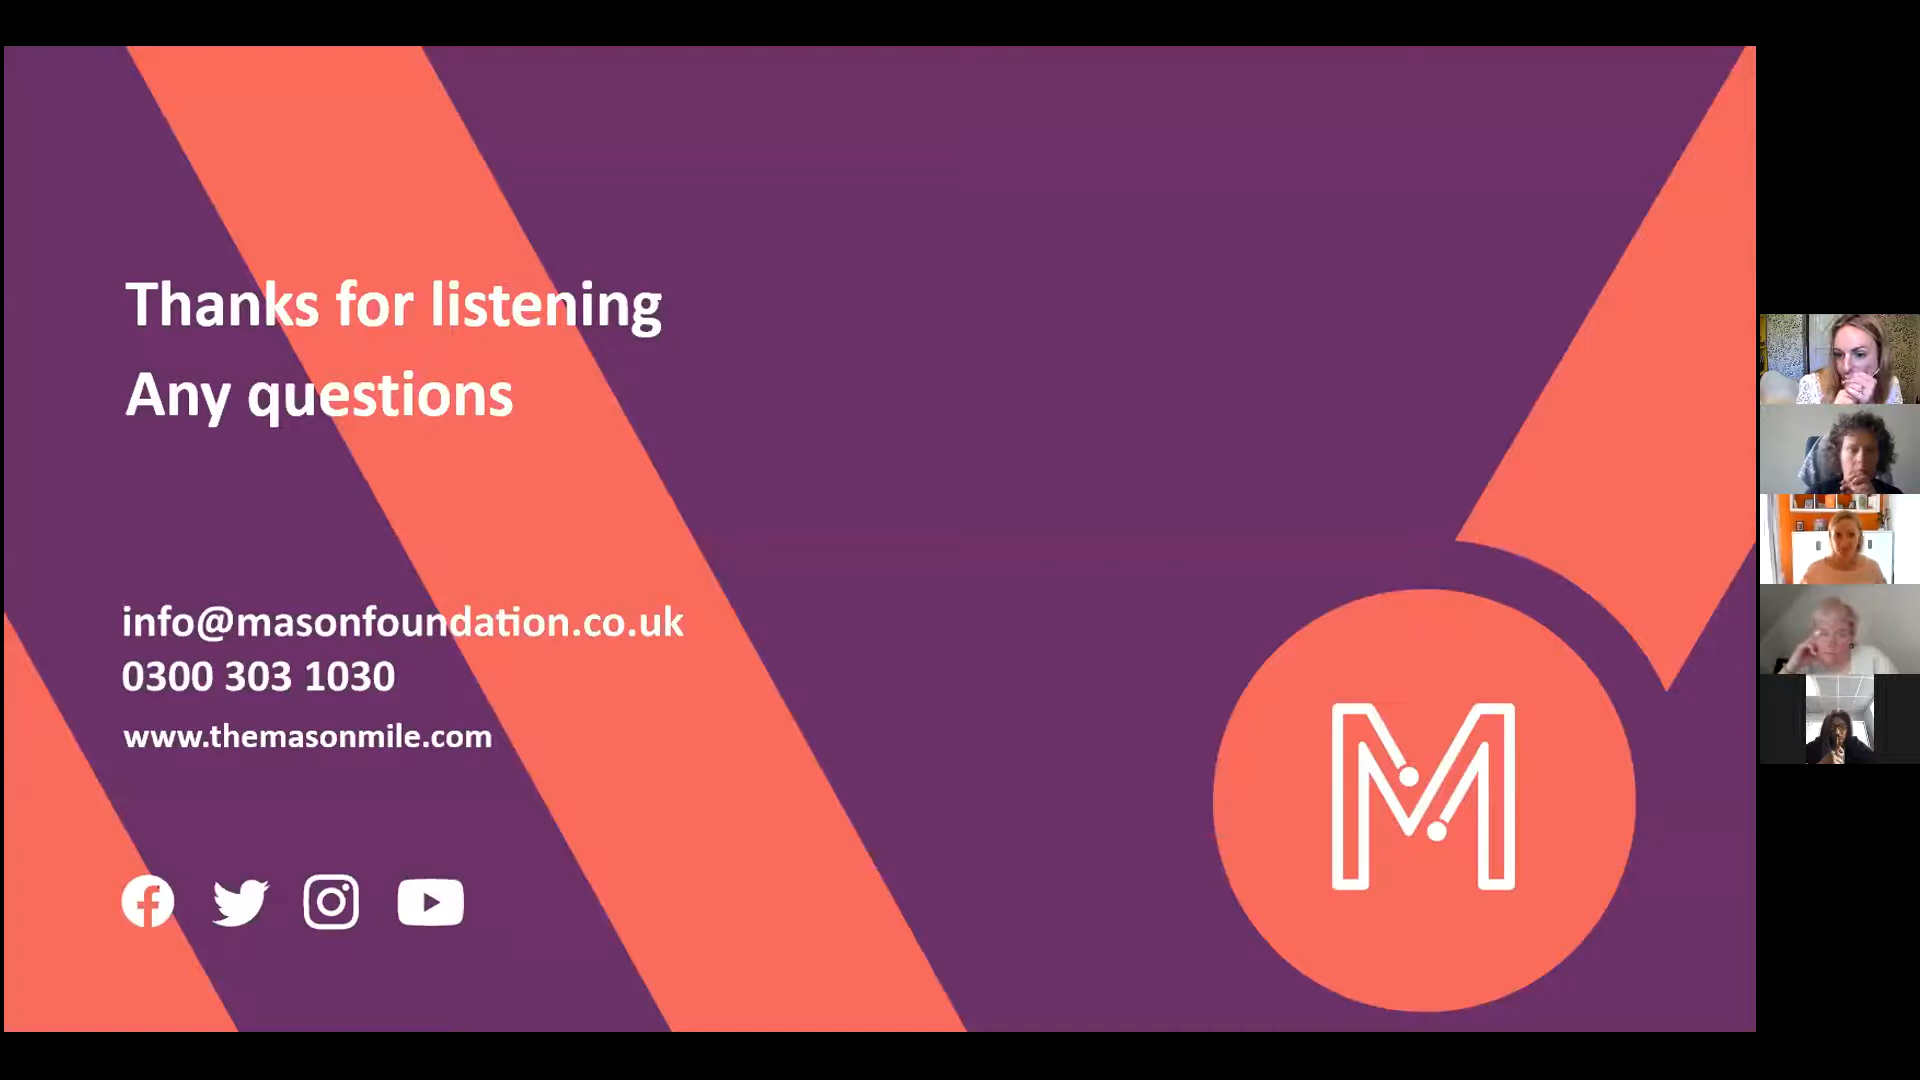 Thanks for listening
Any questions
info@masonfoundation.co.uk
0300 303 1030
www.themasonmile.com
M